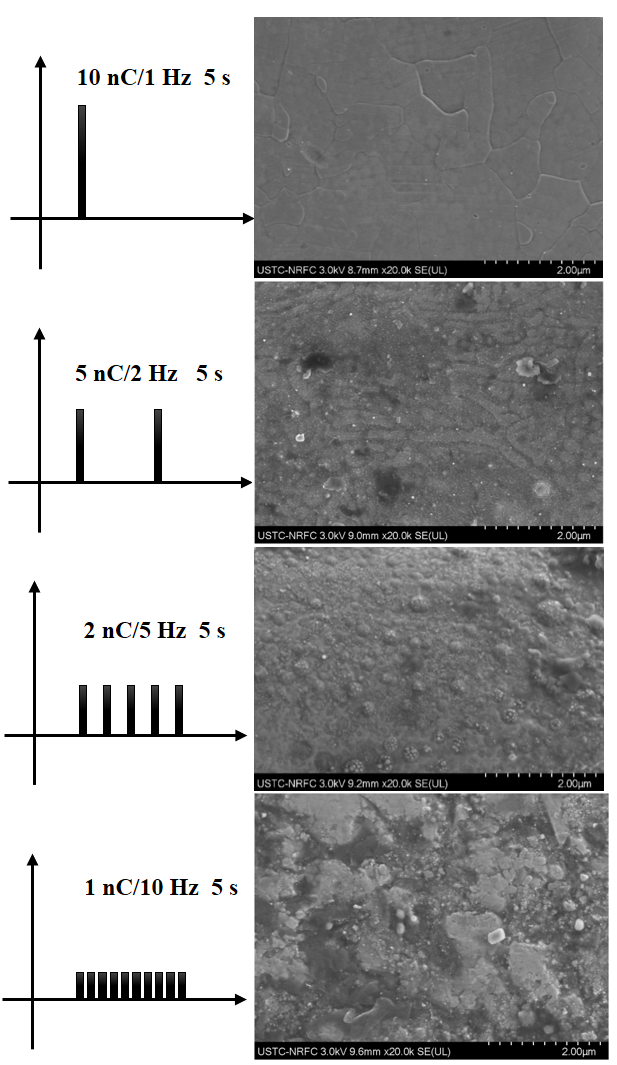 10 nC/1 Hz 5 s
USTC-NRFC 3.0kV 8.7mm x20.0k SE(UL) 2.00µm
5 nC/2 Hz 5 s
USTC-NRFC 3.0kV 9.0mm x20.0k SE(UL) 2.00µm
2 nC/5 Hz 5 s
USTC-NRFC 3.0kV 9.2mm x20.0k SE(UL) 2.00µm
1 nC/10 Hz 5 s
USTC-NRFC 3.0kV 9.6mm x20.0k SE(UL) 2.00µm